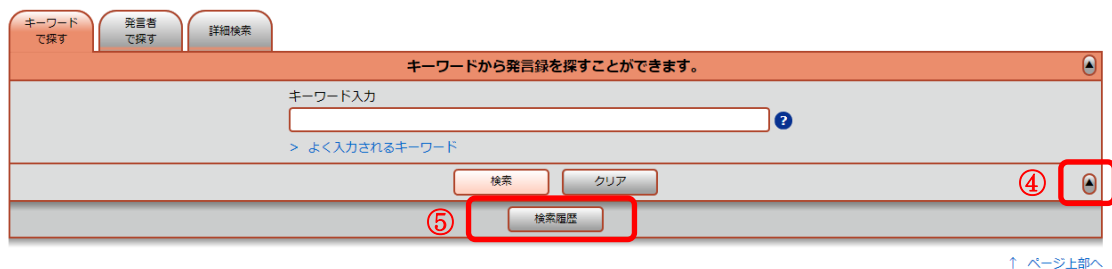 キーワード
で探す
発言者
で探す
詳細検索
キーワードから発言録を探すことができます。
キーワード入力
?
> よく入力されるキーワード
検索
クリア
④
⑤
検索履歴
↑ ページ上部へ